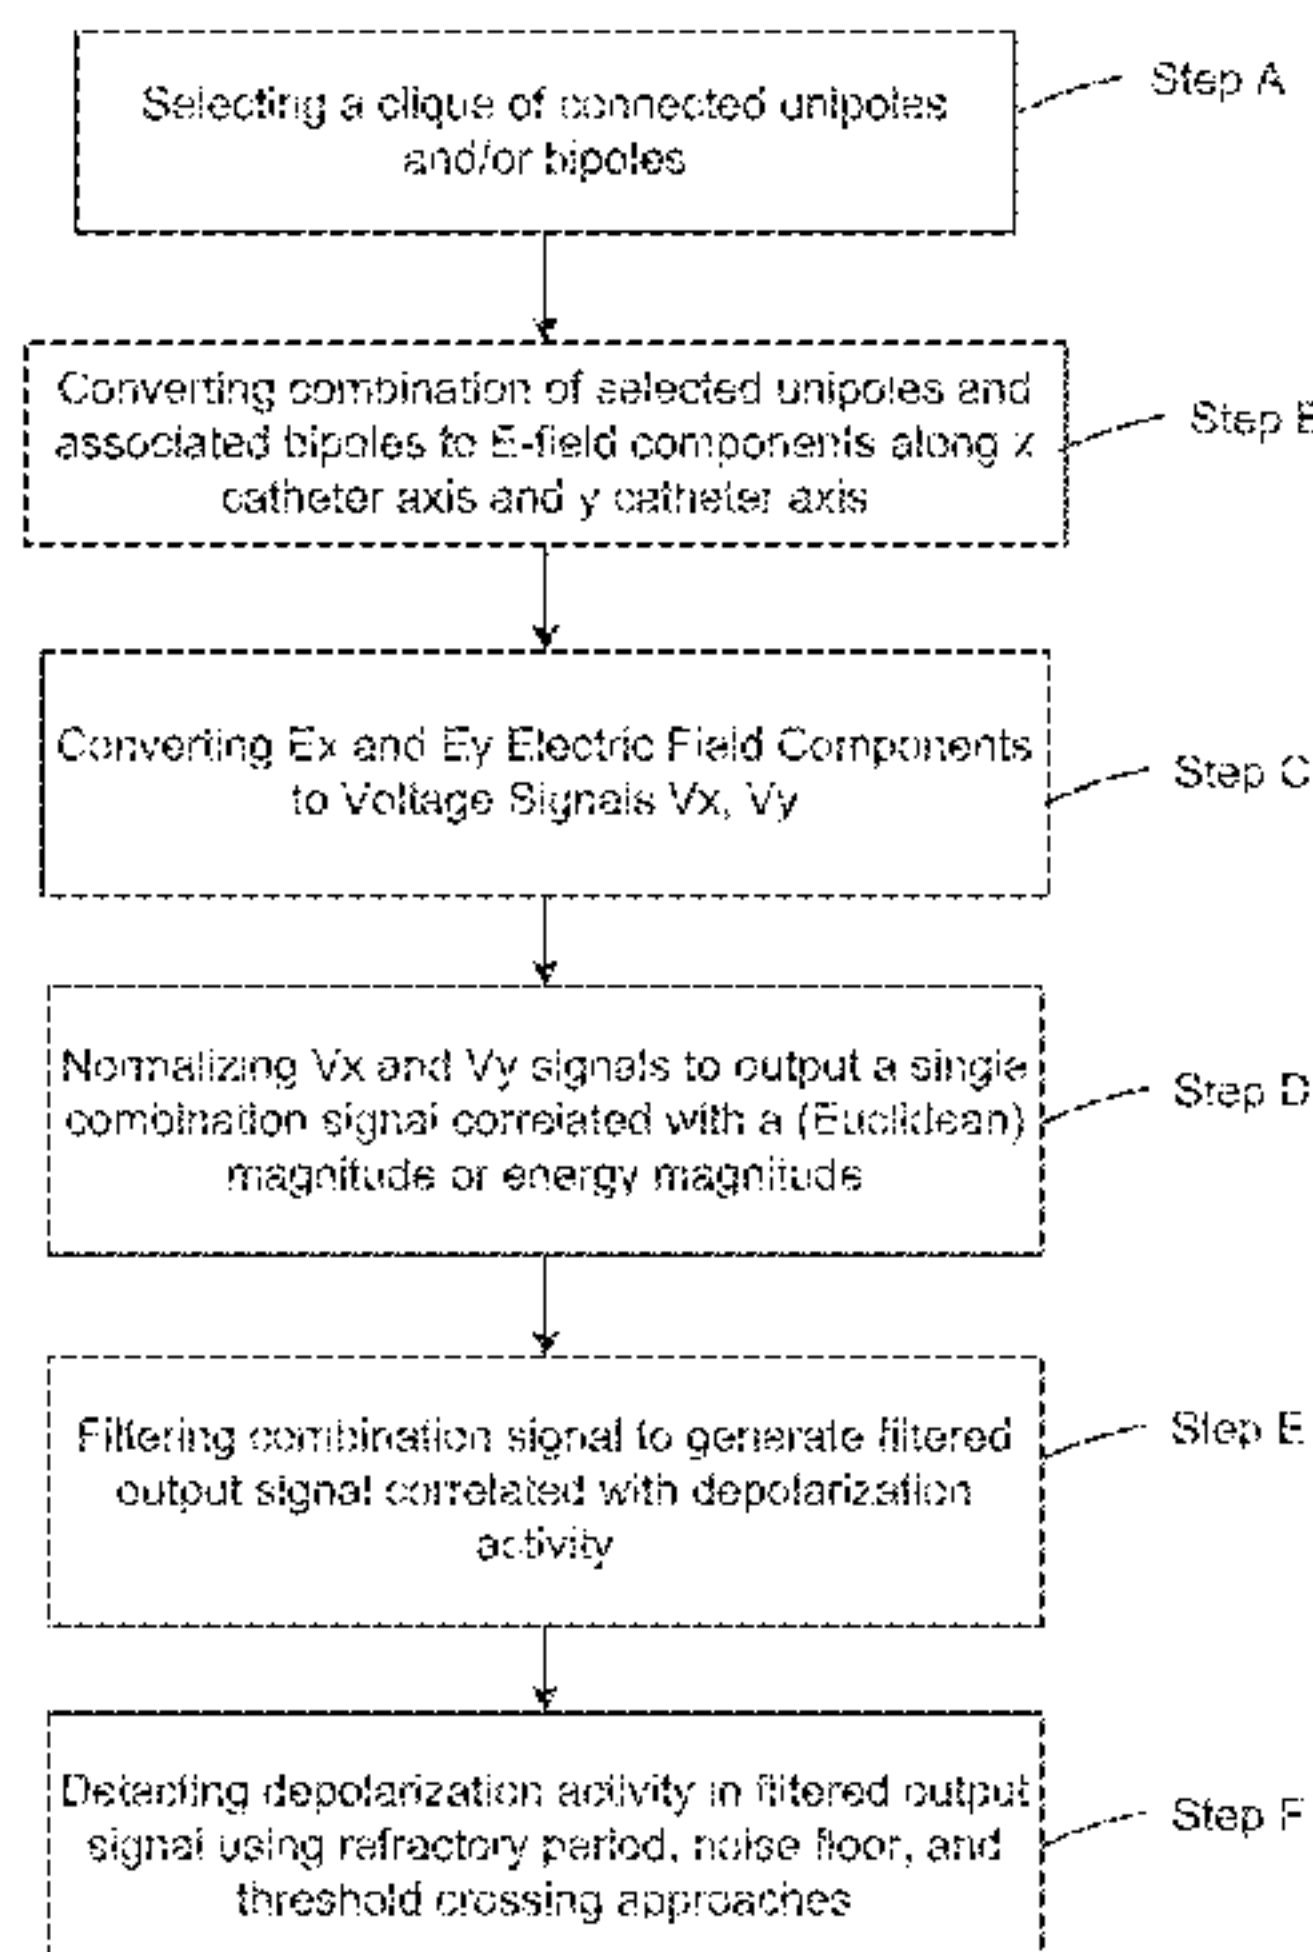 Selecting a clique of connected unipoles
and/or bipoles
Step A
Converting combination of selected unipoles and
associated bipoles to E-field components along x
catheter axis and y catheter axis
Step B
Converting Ex and Ey Electric Field Components
to Voltage Signals Vx, Vy
Step C
Normalizing Vx and Vy signals to output a single
combination signal correlated with a (Euclidean)
magnitude or energy magnitude
Step D
Filtering combination signal to generate filtered
output signal correlated with depolarization
activity
Step E
Detecting depolarization activity in filtered output
signal using refractory period, noise floor, and
threshold crossing approaches
Step F